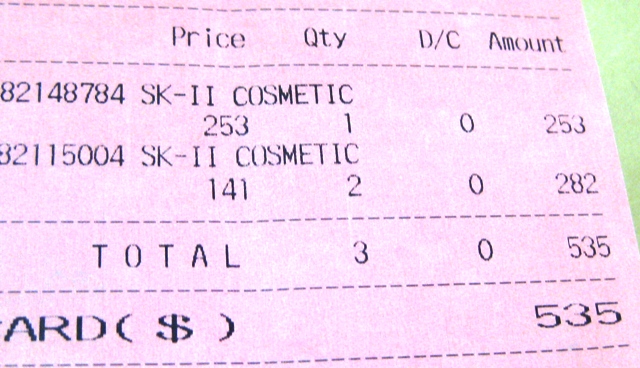 Price Qty D/C Amount
82148784 SK-II COSMETIC
253 1 0 253
82115004 SK-II COSMETIC
141 2 0 282
TOTAL 3 0 535
ARD($) 535